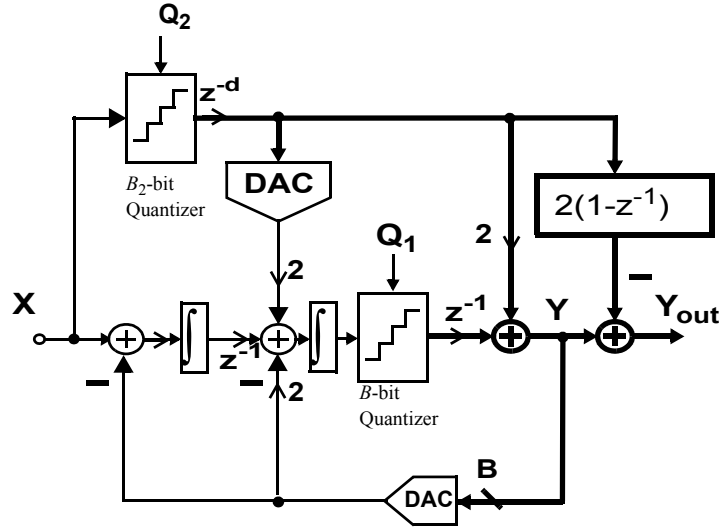 Q2
z-d
B2-bit
Quantizer
DAC
2(1-z-1)
Q1
2
2
X
z-1
z-1
Y
Yout
2
B-bit
Quantizer
B
DAC